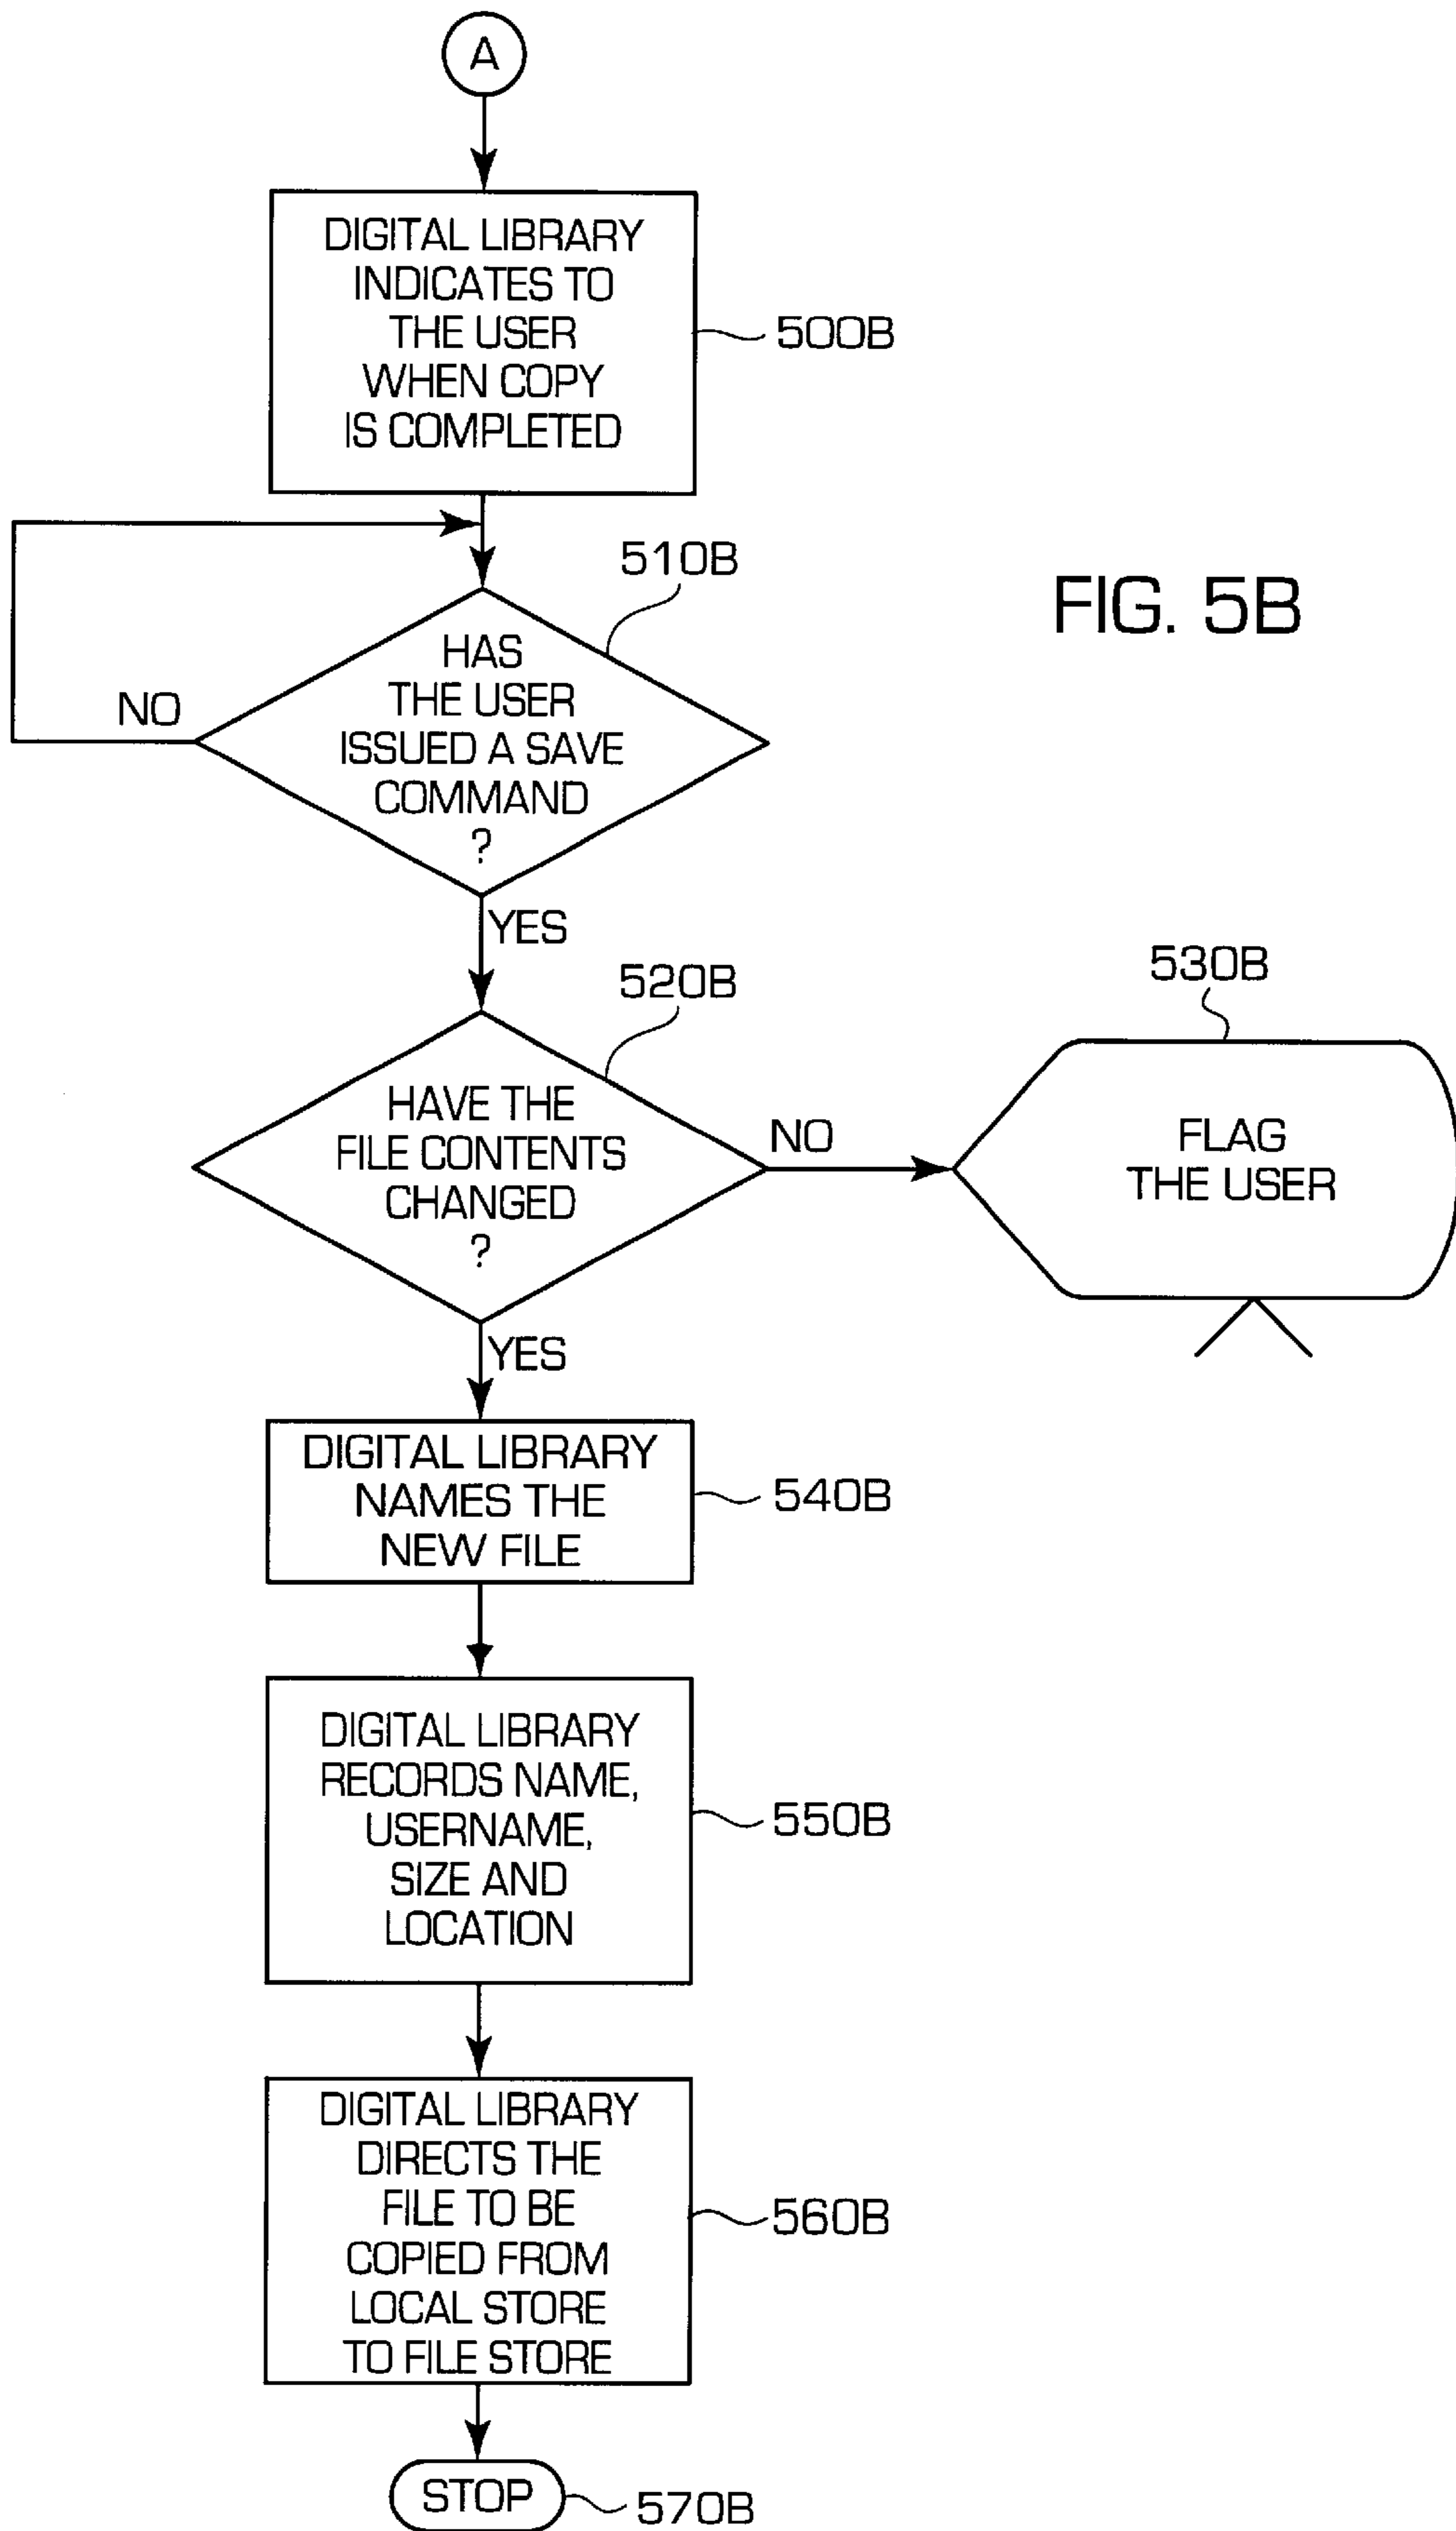 A
DIGITAL LIBRARY
INDICATES TO
THE USER
WHEN COPY
IS COMPLETED
500B
510B
FIG. 5B
HAS
THE USER
ISSUED A SAVE
COMMAND
?
NO
YES
520B
530B
HAVE THE
FILE CONTENTS
CHANGED
?
NO
FLAG
THE USER
YES
DIGITAL LIBRARY
NAMES THE
NEW FILE
540B
DIGITAL LIBRARY
RECORDS NAME,
USERNAME,
SIZE AND
LOCATION
550B
DIGITAL LIBRARY
DIRECTS THE
FILE TO BE
COPIED FROM
LOCAL STORE
TO FILE STORE
560B
STOP
570B